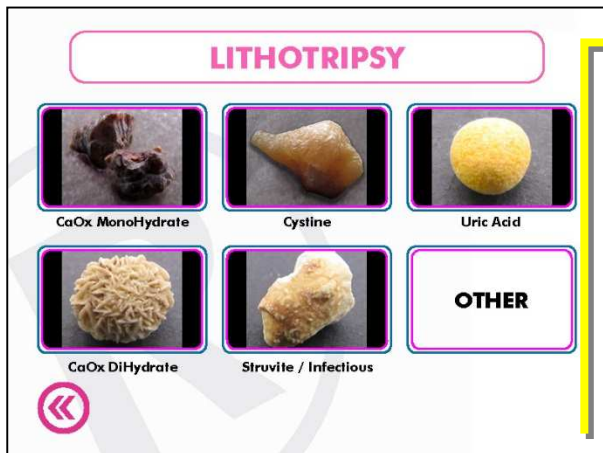 LITHOTRIPSY
CaOx MonoHydrate
Cystine
Uric Acid
CaOx DiHydrate
Struvite / Infectious
OTHER